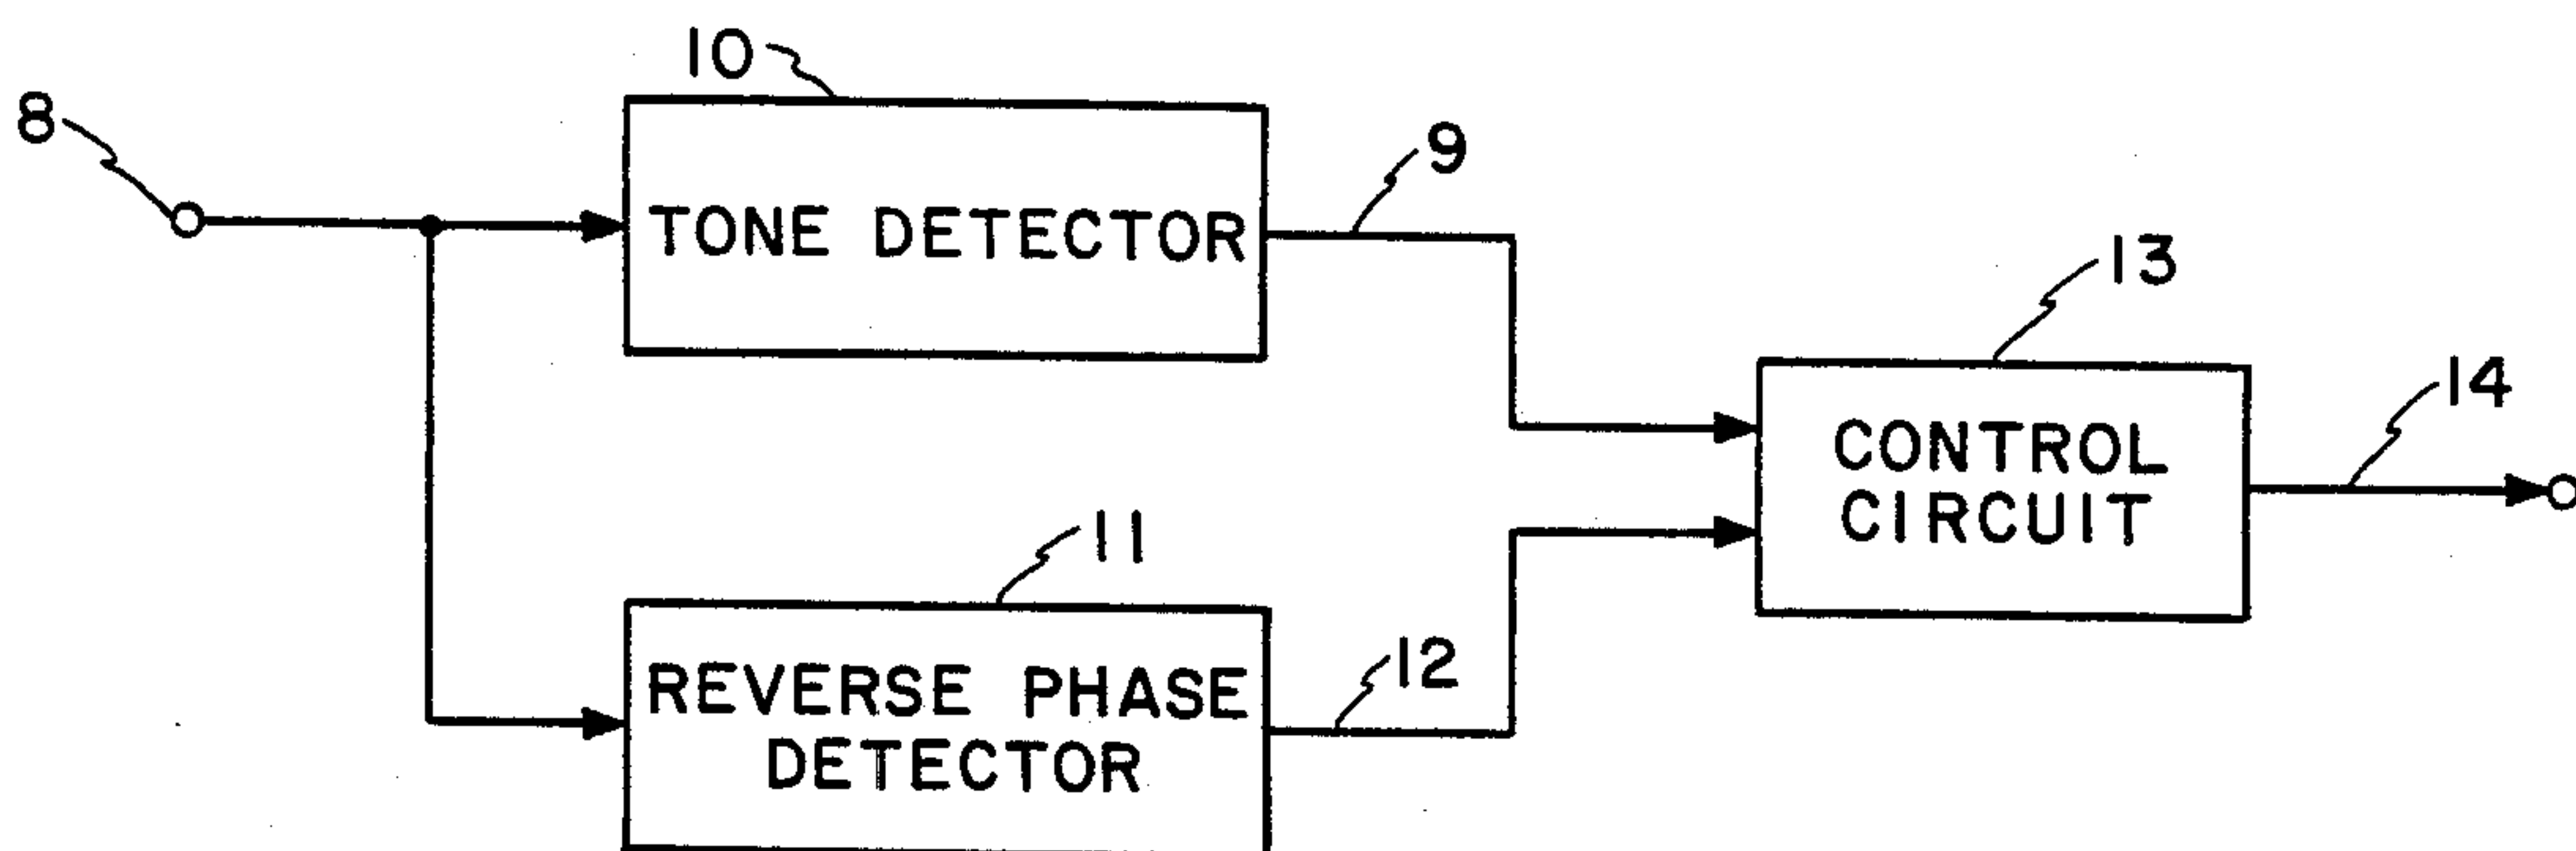 10
8
TONE DETECTOR
9
13
CONTROL
CIRCUIT
14
11
REVERSE PHASE
DETECTOR
12